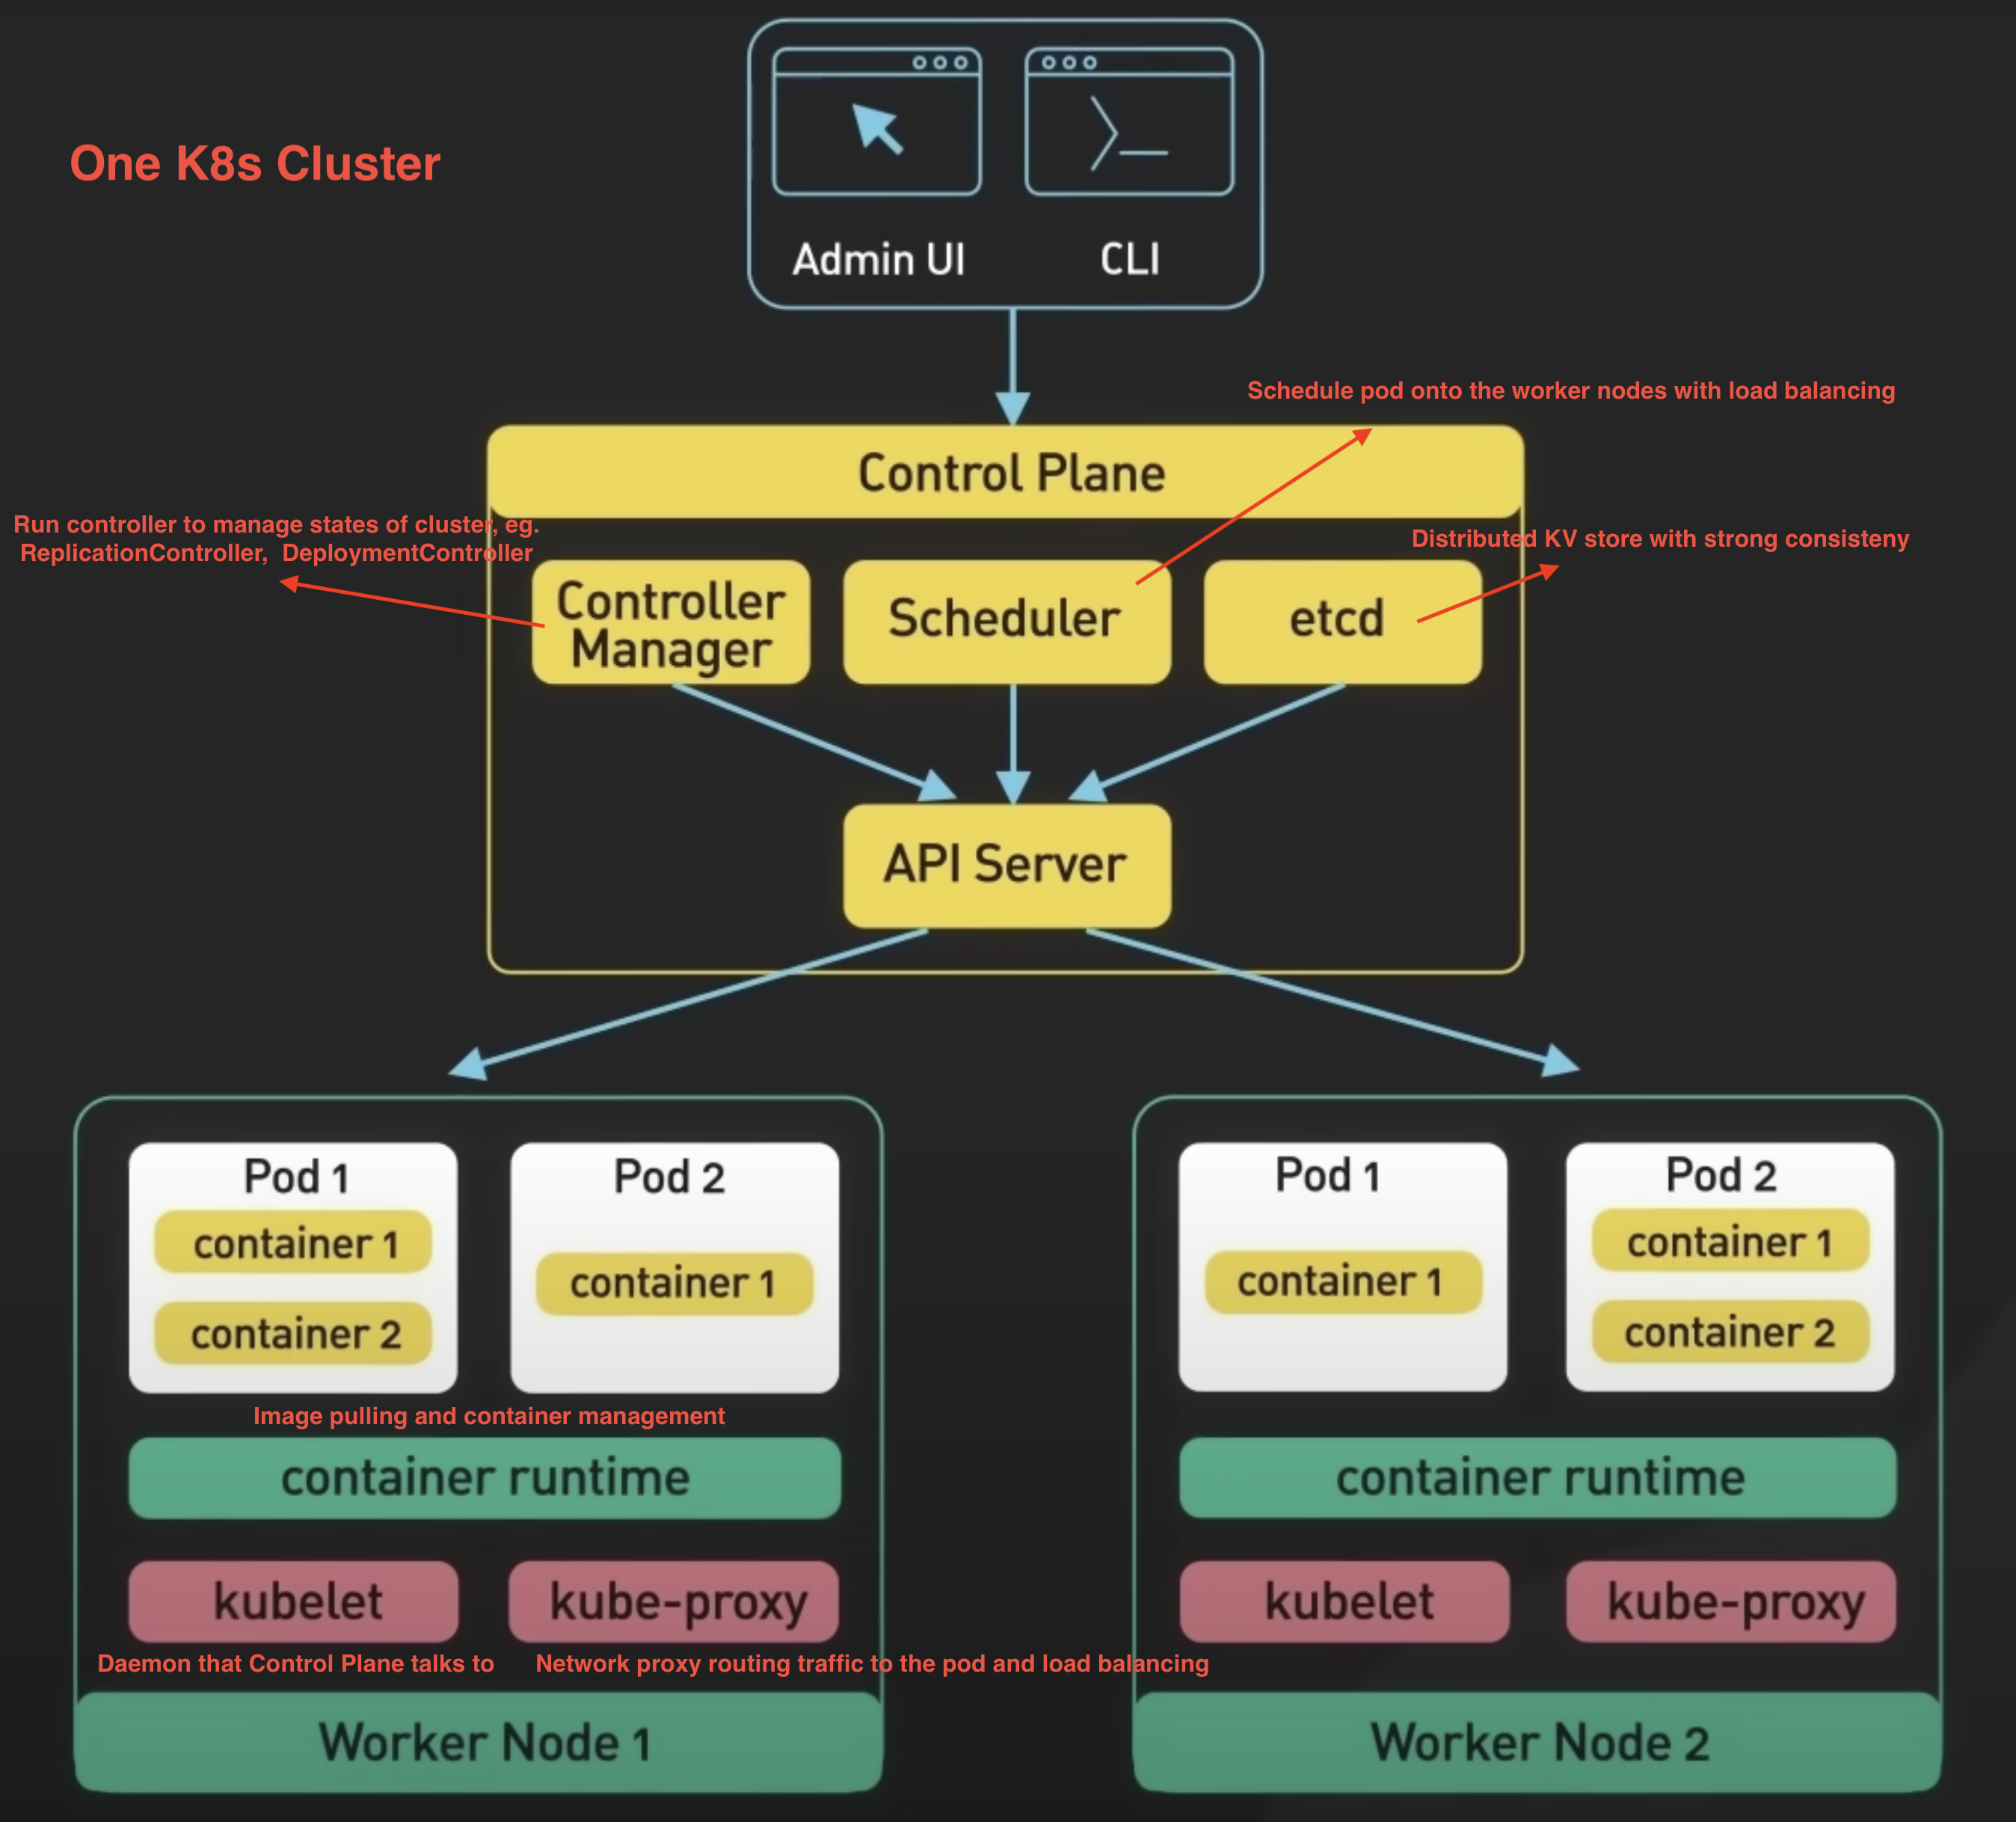 One K8s Cluster
Admin UI
CLI
Schedule pod onto the worker nodes with load balancing
Control Plane
Run controller to manage states of cluster, eg.
ReplicationController,  DeploymentController
Distributed KV store with strong consisteny
Controller
Manager
Scheduler
etcd
API Server
Pod 1
container 1
container 2
Pod 2
container 1
Image pulling and container management
container runtime
kubelet
kube-proxy
Daemon that Control Plane talks to
Network proxy routing traffic to the pod and load balancing
Worker Node 1
Pod 1
container 1
Pod 2
container 1
container 2
container runtime
kubelet
kube-proxy
Worker Node 2